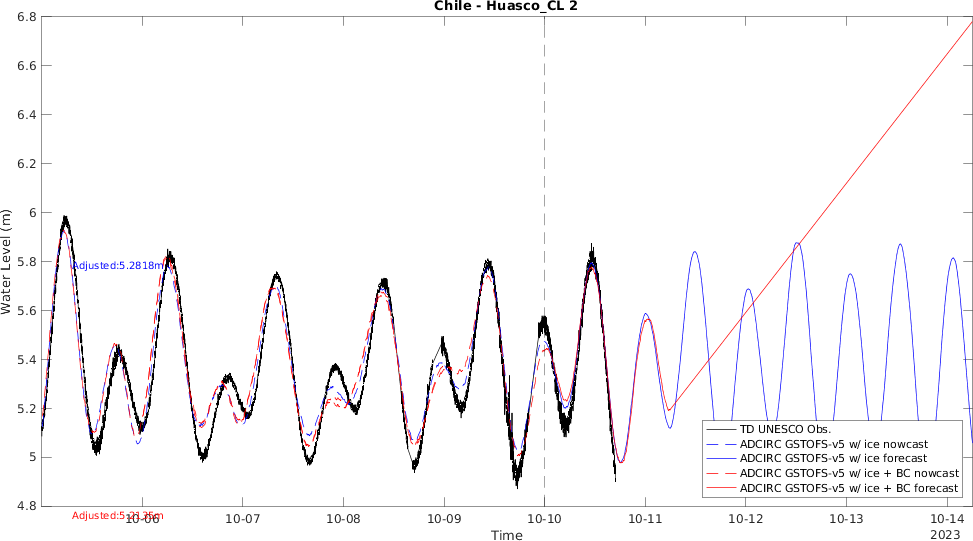 Chile - Huasco_CL 2
6.8
6.6
6.4
6.2
6
5.8
5.6
5.4
5.2
5
4.8
Water Level (m)
Adjusted:5.2818m
TD UNESCO Obs.
ADCIRC GSTOFS-v5 w/ ice nowcast
ADCIRC GSTOFS-v5 w/ ice forecast
ADCIRC GSTOFS-v5 w/ ice + BC nowcast
ADCIRC GSTOFS-v5 w/ ice + BC forecast
10-06 10-07 10-08 10-09 10-10 10-11 10-12 10-13 10-14
Time
2023